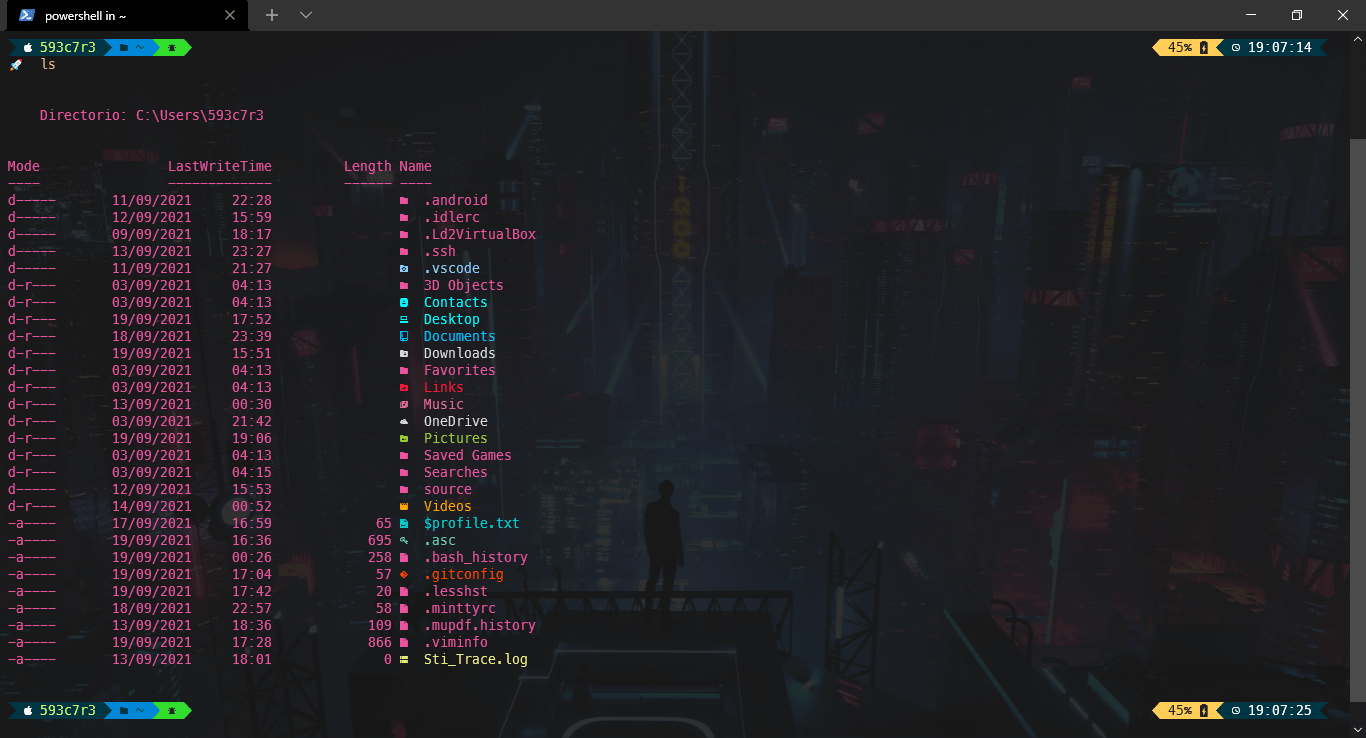 powershell in ~
593c7r3 ~ 45% 19:07:14
ls
Directorio: C:\Users\593c7r3
Mode LastWriteTime Length Name
---- ------------- ------ ----
d----- 11/09/2021 22:28 .android
d----- 12/09/2021 15:59 .idlerc
d----- 09/09/2021 18:17 .Ld2VirtualBox
d----- 13/09/2021 23:27 .ssh
d----- 11/09/2021 21:27 .vscode
d-r--- 03/09/2021 04:13 3D Objects
d-r--- 03/09/2021 04:13 Contacts
d-r--- 19/09/2021 17:52 Desktop
d-r--- 18/09/2021 23:39 Documents
d-r--- 19/09/2021 15:51 Downloads
d-r--- 03/09/2021 04:13 Favorites
d-r--- 03/09/2021 04:13 Links
d-r--- 13/09/2021 00:30 Music
d-r--- 03/09/2021 21:42 OneDrive
d-r--- 19/09/2021 19:06 Pictures
d-r--- 03/09/2021 04:13 Saved Games
d-r--- 03/09/2021 04:15 Searches
d----- 12/09/2021 15:53 source
d-r--- 14/09/2021 00:52 Videos
-a---- 17/09/2021 16:59 65 $profile.txt
-a---- 19/09/2021 16:36 695 .asc
-a---- 19/09/2021 00:26 258 .bash_history
-a---- 19/09/2021 17:04 57 .gitconfig
-a---- 19/09/2021 17:42 20 .lesshst
-a---- 18/09/2021 22:57 58 .minttyrc
-a---- 13/09/2021 18:36 109 .mupdf.history
-a---- 19/09/2021 17:28 866 .viminfo
-a---- 13/09/2021 18:01 0 Sti_Trace.log
593c7r3 ~ 45% 19:07:25